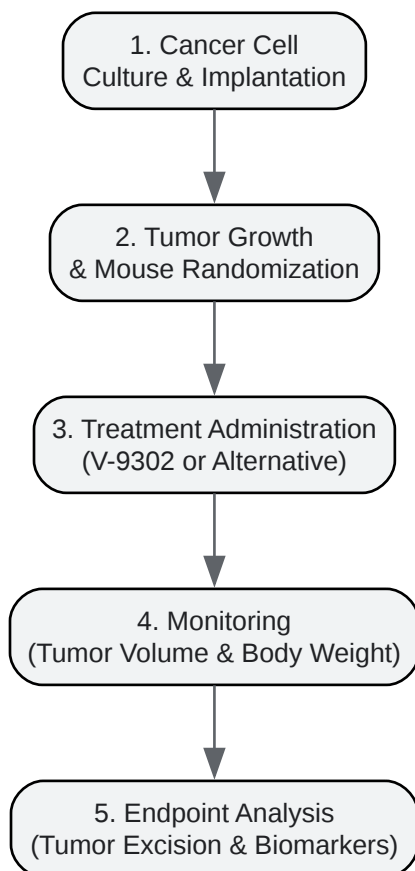 1. Cancer Cell
Culture & Implantation
2. Tumor Growth
& Mouse Randomization
3. Treatment Administration
(V-9302 or Alternative)
4. Monitoring
(Tumor Volume & Body Weight)
5. Endpoint Analysis
(Tumor Excision & Biomarkers)